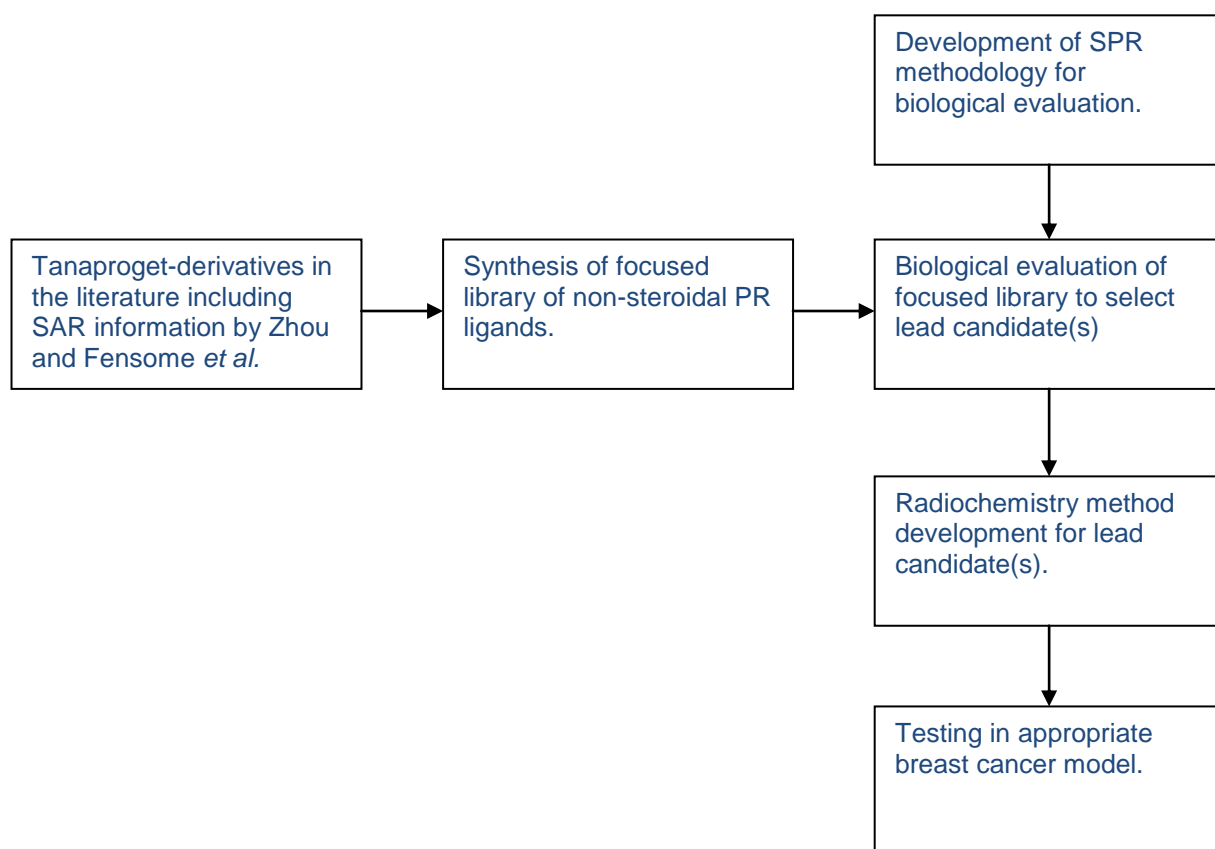 Development of SPR
methodology for
biological evaluation.
Tanaproget-derivatives in
the literature including
SAR information by Zhou
and Fensome et al.
Synthesis of focused
library of non-steroidal PR
ligands.
Biological evaluation of
focused library to select
lead candidate(s)
Radiochemistry method
development for lead
candidate(s).
Testing in appropriate
breast cancer model.